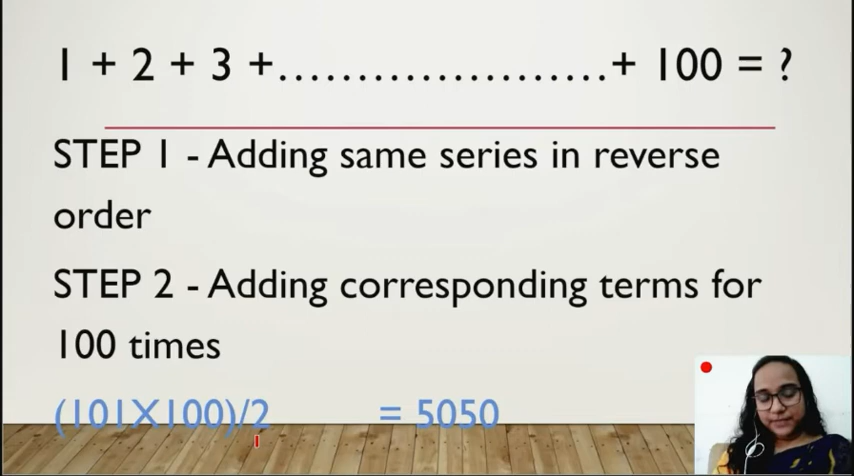 1 + 2 + 3 +.....................+ 100 = ?
STEP 1 - Adding same series in reverse
order
STEP 2 - Adding corresponding terms for
100 times
(101X100)/2 = 5050